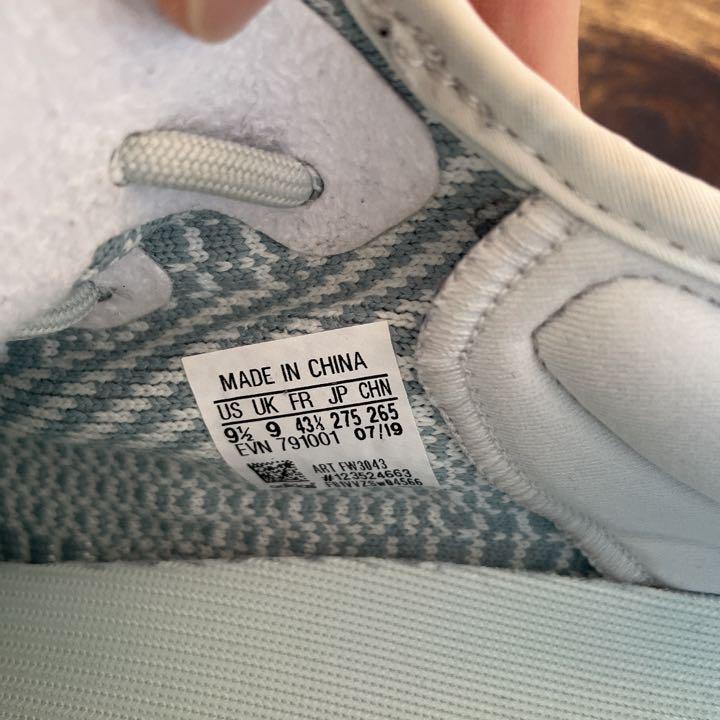 MADE IN CHINA
US UK FR JP CHN
9½ 9 43⅓ 275 265
EVN 791001 07/19
ART FW3043
#123524663